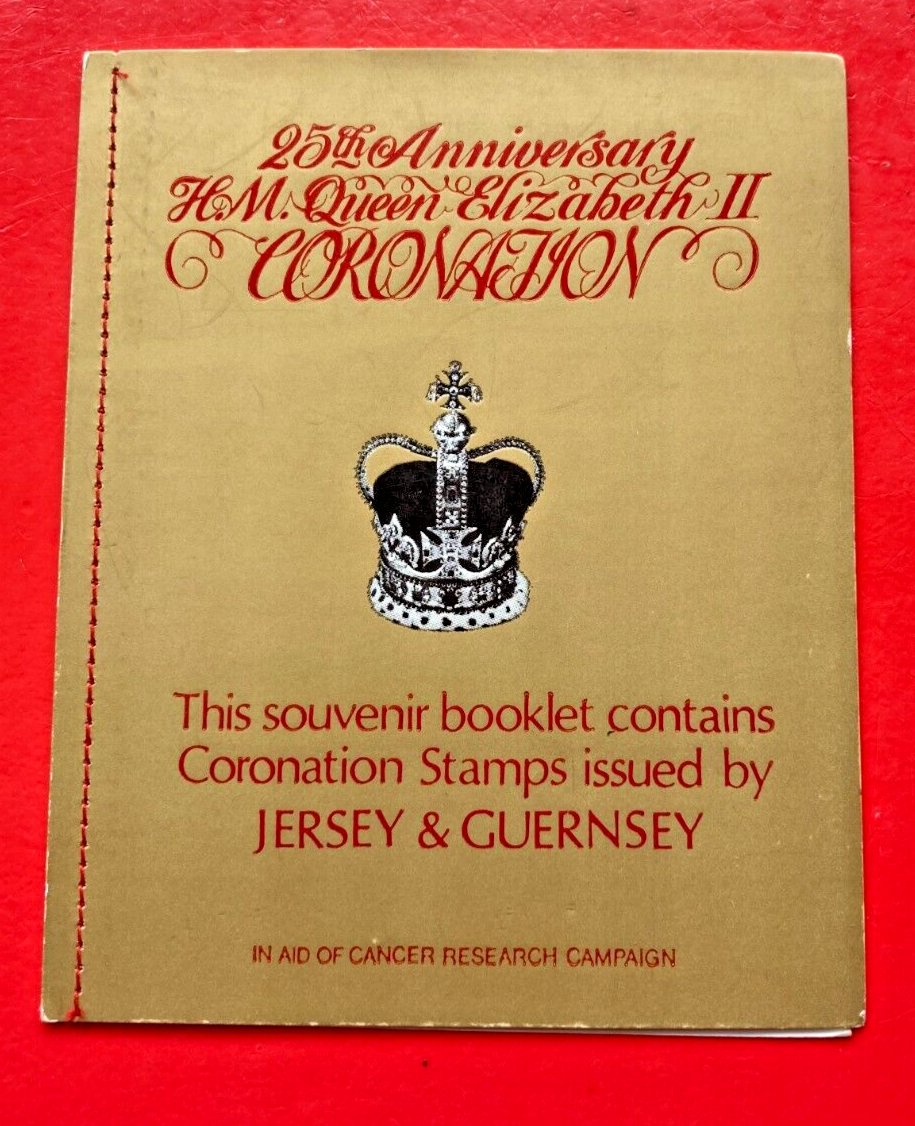 25th Anniversary
H.M. Queen Elizabeth II
CORONATION
This souvenir booklet contains
Coronation Stamps issued by
JERSEY & GUERNSEY
IN AID OF CANCER RESEARCH CAMPAIGN